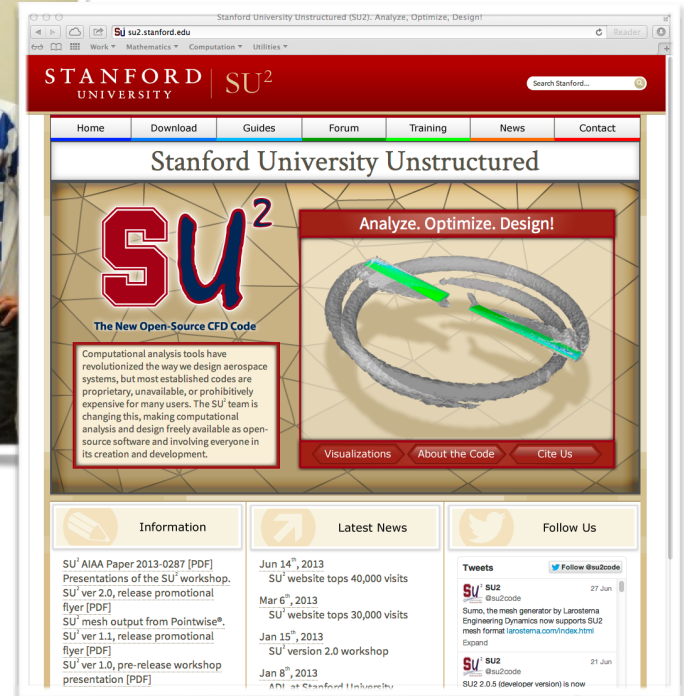 Stanford University Unstructured (SU2). Analyze, Optimize, Design!
su2.stanford.edu
Reader
Work Mathematics Computation Utilities
STANFORD
UNIVERSITY
SU²
Search Stanford...
Home Download Guides Forum Training News Contact
Stanford University Unstructured
SU²
The New Open-Source CFD Code
Computational analysis tools have
revolutionized the way we design aerospace
systems, but most established codes are
proprietary, unavailable, or prohibitively
expensive for many users. The SU² team is
changing this, making computational
analysis and design freely available as open-
source software and involving everyone in
its creation and development.
Analyze. Optimize. Design!
Visualizations About the Code Cite Us
Information
SU² AIAA Paper 2013-0287 [PDF]
Presentations of the SU² workshop.
SU² ver 2.0, release promotional
flyer [PDF]
SU² mesh output from Pointwise®.
SU² ver 1.1, release promotional
flyer [PDF]
SU² ver 1.0, pre-release workshop
presentation [PDF]
Latest News
Jun 14th, 2013
SU² website tops 40,000 visits
Mar 6th, 2013
SU² website tops 30,000 visits
Jan 15th, 2013
SU² version 2.0 workshop
Jan 8th, 2013
ADL at Stanford University
Follow Us
Tweets Follow @su2code
SU2 27 Jun
@su2code
Sumo, the mesh generator by Larosterna
Engineering Dynamics now supports SU2
mesh format larosterna.com/index.html
Expand
SU2 21 Jun
@su2code
SU2 2.0.5 (developer version) is now